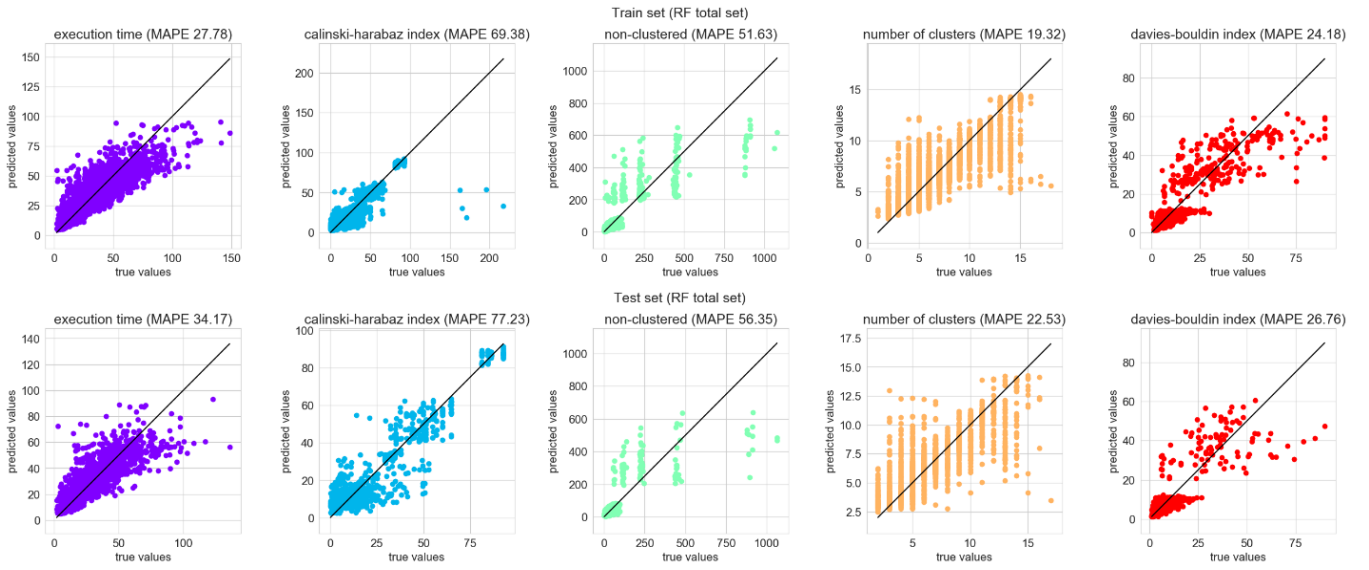 Train set (RF total set)
execution time (MAPE 27.78)
calinski-harabaz index (MAPE 69.38)
non-clustered (MAPE 51.63)
number of clusters (MAPE 19.32)
davies-bouldin index (MAPE 24.18)
predicted values
150
125
100
75
50
25
0
0 50 100 150
true values
predicted values
200
150
100
50
0
0 50 100 150 200
true values
predicted values
1000
800
600
400
200
0
0 250 500 750 1000
true values
predicted values
15
10
5
0
0 5 10 15
true values
predicted values
80
60
40
20
0
0 25 50 75
true values
Test set (RF total set)
execution time (MAPE 34.17)
calinski-harabaz index (MAPE 77.23)
non-clustered (MAPE 56.35)
number of clusters (MAPE 22.53)
davies-bouldin index (MAPE 26.76)
predicted values
140
120
100
80
60
40
20
0
0 50 100
true values
predicted values
100
80
60
40
20
0
0 25 50 75
true values
predicted values
1000
800
600
400
200
0
0 250 500 750 1000
true values
predicted values
17.5
15.0
12.5
10.0
7.5
5.0
2.5
5 10 15
true values
predicted values
80
60
40
20
0
0 25 50 75
true values